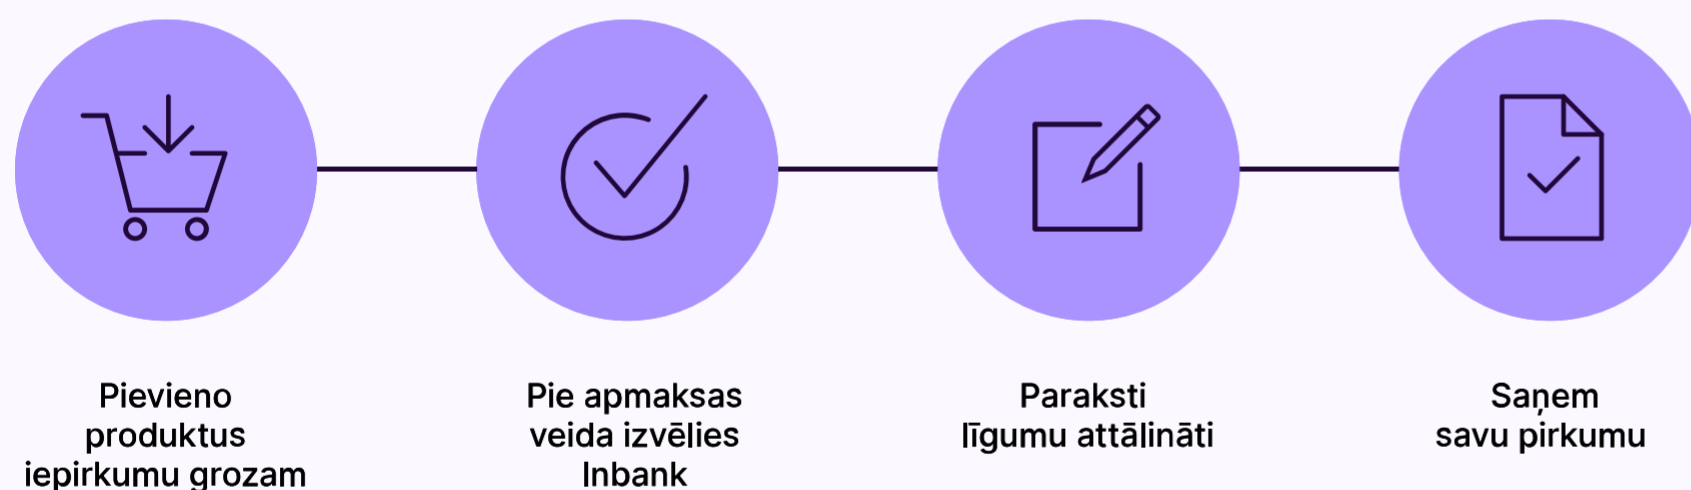 Pievieno
produktus
iepirkumu grozam
Pie apmaksas
veida izvēlies
Inbank
Paraksti
līgumu attālināti
Saņem
savu pirkumu